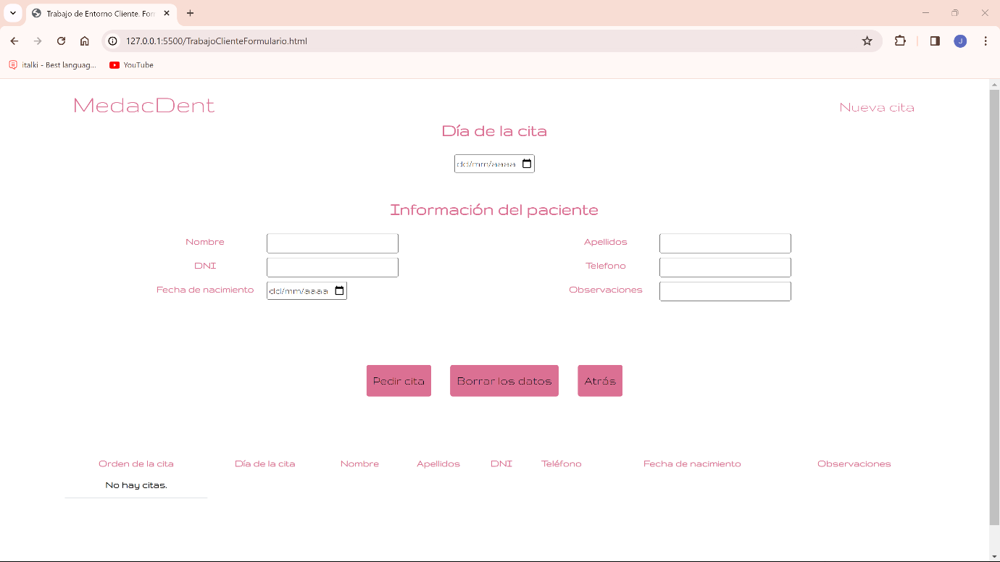 Trabajo de Entorno Cliente. For
127.0.0.1:5500/TrabajoClienteFormulario.html
J
italki - Best languag... YouTube
MedacDent Nueva cita
Día de la cita
dd/mm/aaaa
Información del paciente
Nombre Apellidos
DNI Telefono
Fecha de nacimiento dd/mm/aaaa Observaciones
Pedir cita Borrar los datos Atrás
Orden de la cita Día de la cita Nombre Apellidos DNI Teléfono Fecha de nacimiento Observaciones
No hay citas.